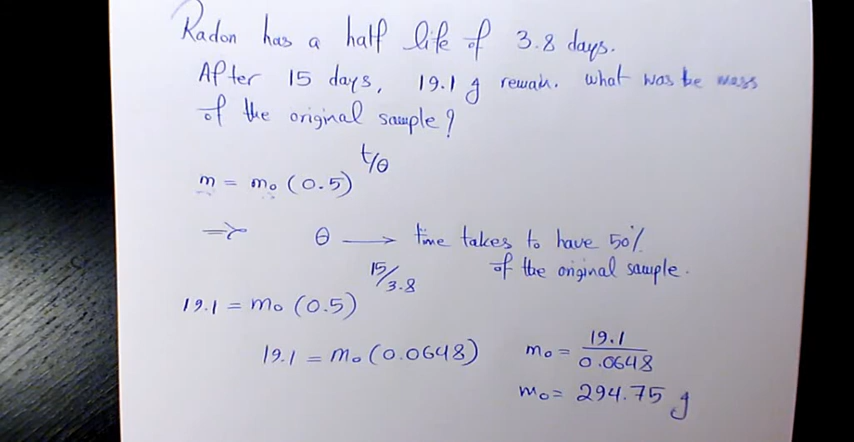 Radon has a half life of 3.8 days.
After 15 days, 19.1 g remain. what was be mass
of the original sample?
m = m₀ (0.5)^t/θ
⇒ θ → time takes to have 50%
of the original sample.
19.1 = m₀ (0.5)^15/3.8
19.1 = m₀ (0.0648)
m₀ = 19.1/0.0648
m₀ = 294.75 g